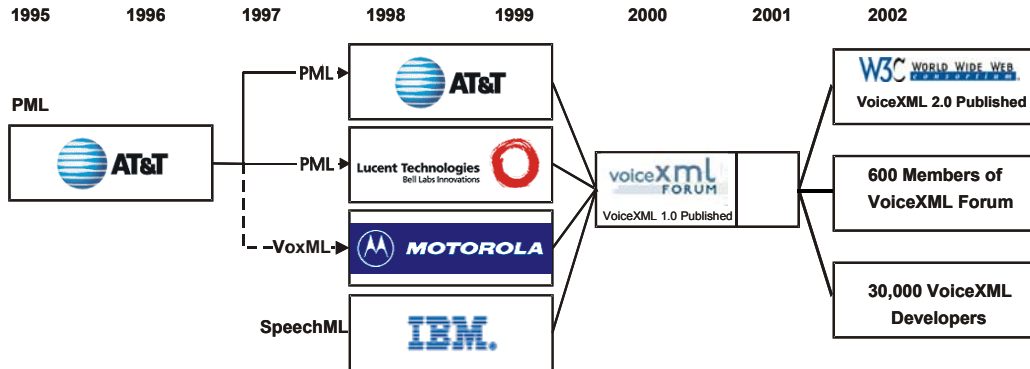 1995 1996 1997 1998 1999 2000 2001 2002
PML
AT&T
PML
AT&T
PML
Lucent Technologies
Bell Labs Innovations
VoxML
MOTOROLA
SpeechML
IBM.
voicexml
FORUM
VoiceXML 1.0 Published
W3C WORLD WIDE WEB
consortium.
VoiceXML 2.0 Published
600 Members of
VoiceXML Forum
30,000 VoiceXML
Developers